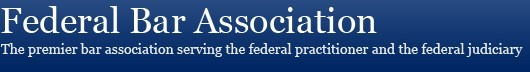 Federal Bar Association
The premier bar association serving the federal practitioner and the federal judiciary